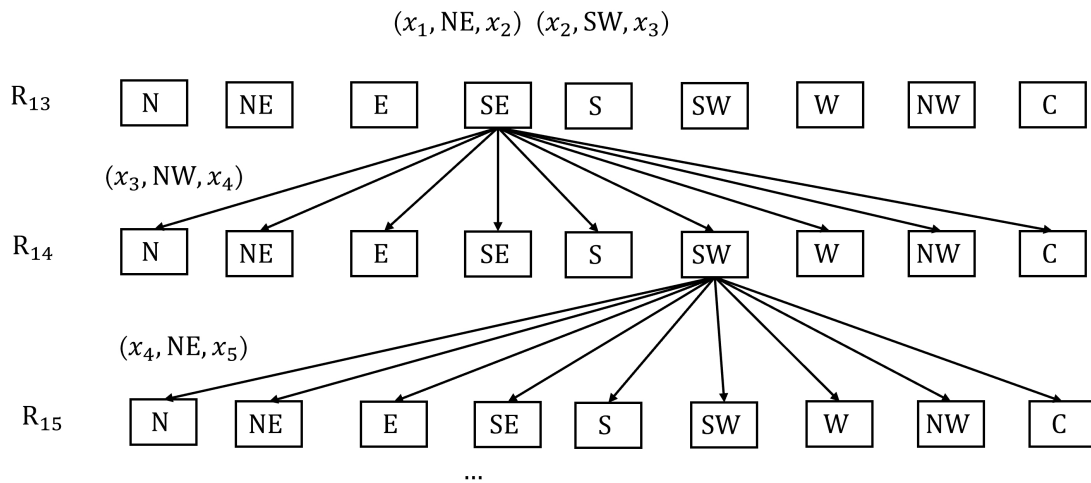 (x₁, NE, x₂) (x₂, SW, x₃)
R₁₃ N NE E SE S SW W NW C
(x₃, NW, x₄)
R₁₄ N NE E SE S SW W NW C
(x₄, NE, x₅)
R₁₅ N NE E SE S SW W NW C
...